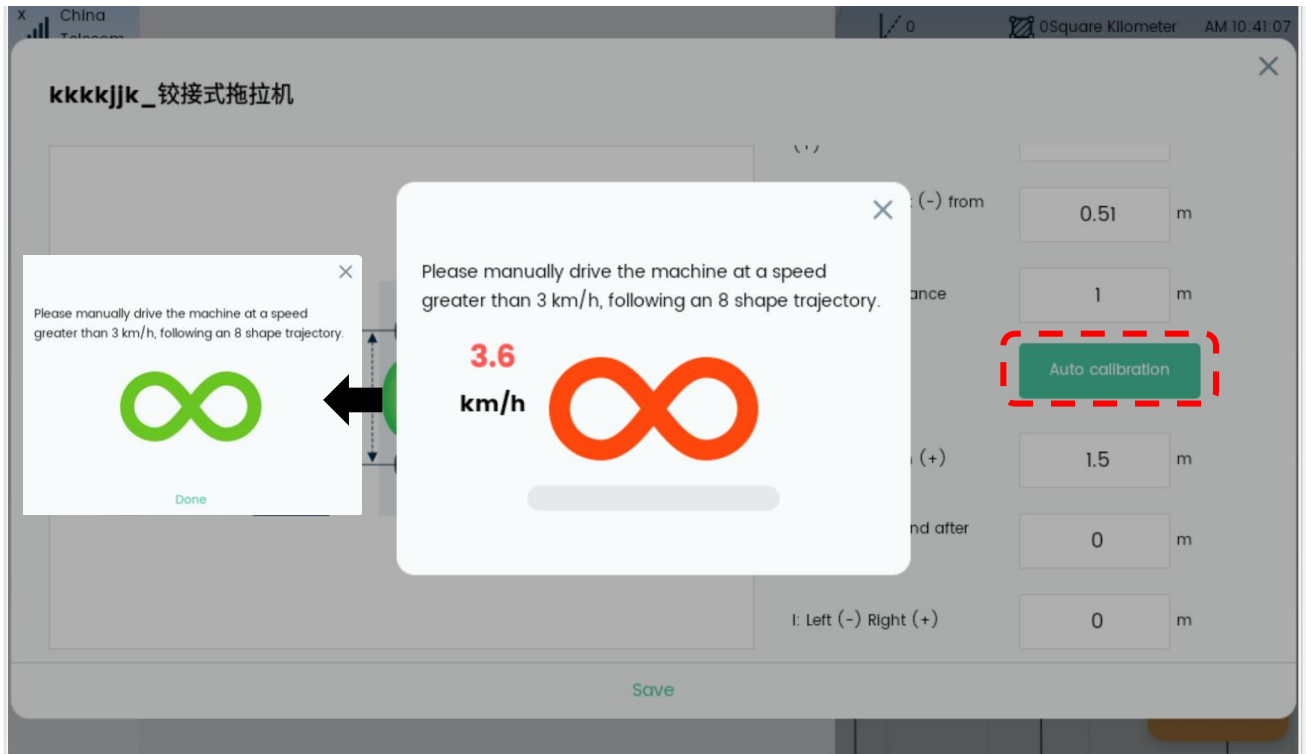 x China
Telecom
0
0Square Kilometer
AM 10:41:07
kkkkjjk_铰接式拖拉机
(-) from
0.51 m
1 m
Auto calibration
(+)
1.5 m
after
0 m
I: Left (-) Right (+)
0 m
Please manually drive the machine at a speed
greater than 3 km/h, following an 8 shape trajectory.
3.6
km/h
Please manually drive the machine at a speed
greater than 3 km/h, following an 8 shape trajectory.
Done
Save